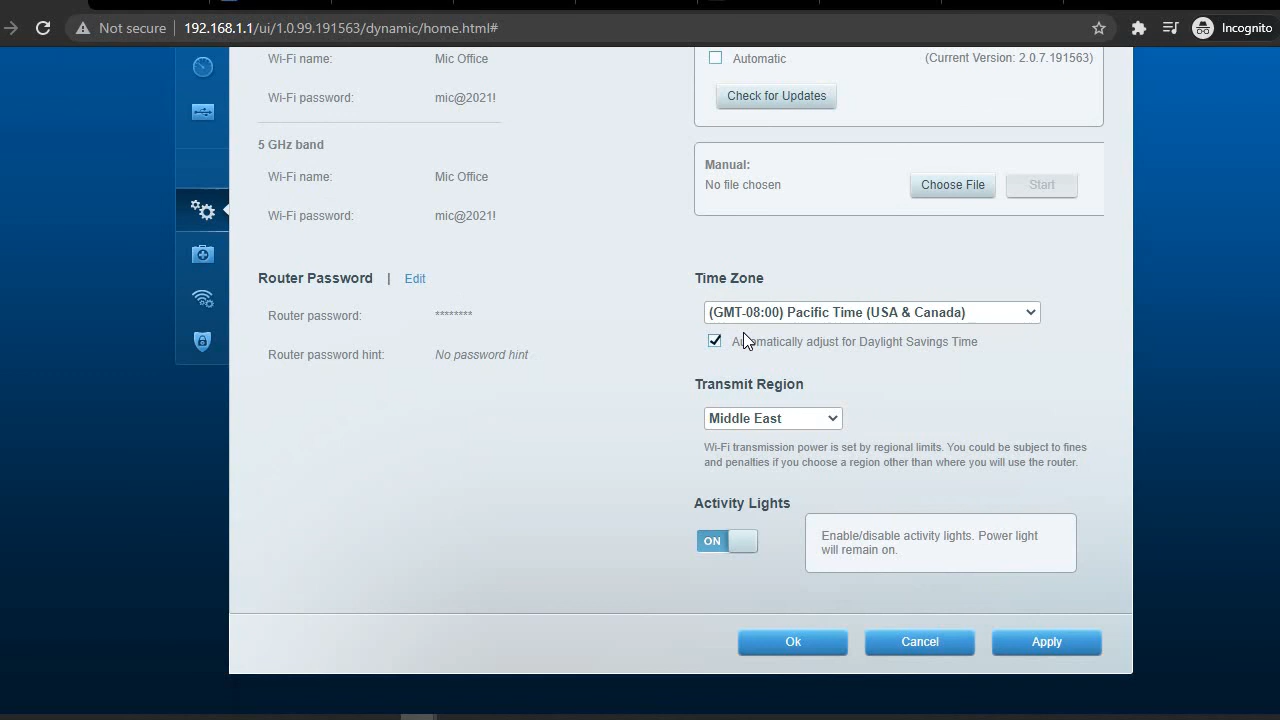 Not secure 192.168.1.1/ui/1.0.99.191563/dynamic/home.html# Incognito
Wi-Fi name: Mic Office
Wi-Fi password: mic@2021!
5 GHz band
Wi-Fi name: Mic Office
Wi-Fi password: mic@2021!
Router Password | Edit
Router password: ********
Router password hint: No password hint
Automatic (Current Version: 2.0.7.191563)
Check for Updates
Manual:
No file chosen Choose File Start
Time Zone
(GMT-08:00) Pacific Time (USA & Canada)
Automatically adjust for Daylight Savings Time
Transmit Region
Middle East
Wi-Fi transmission power is set by regional limits. You could be subject to fines
and penalties if you choose a region other than where you will use the router.
Activity Lights
ON
Enable/disable activity lights. Power light
will remain on.
Ok Cancel Apply